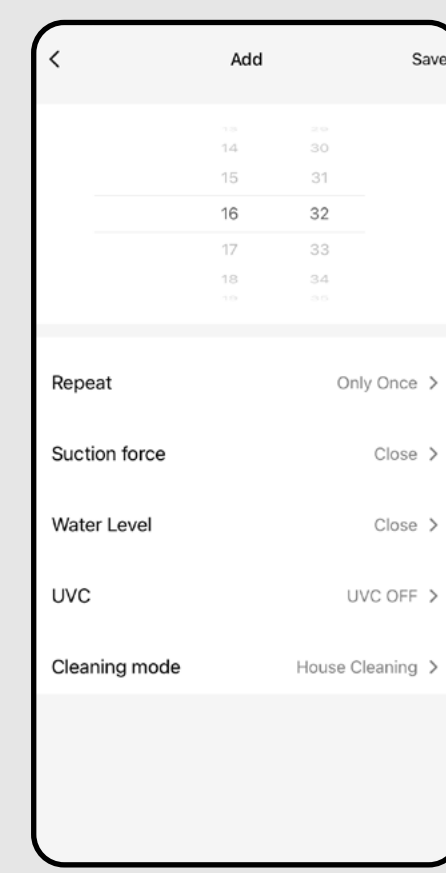 Add Save
14 30
15 31
16 32
17 33
18 34
Repeat Only Once
Suction force Close
Water Level Close
UVC UVC OFF
Cleaning mode House Cleaning